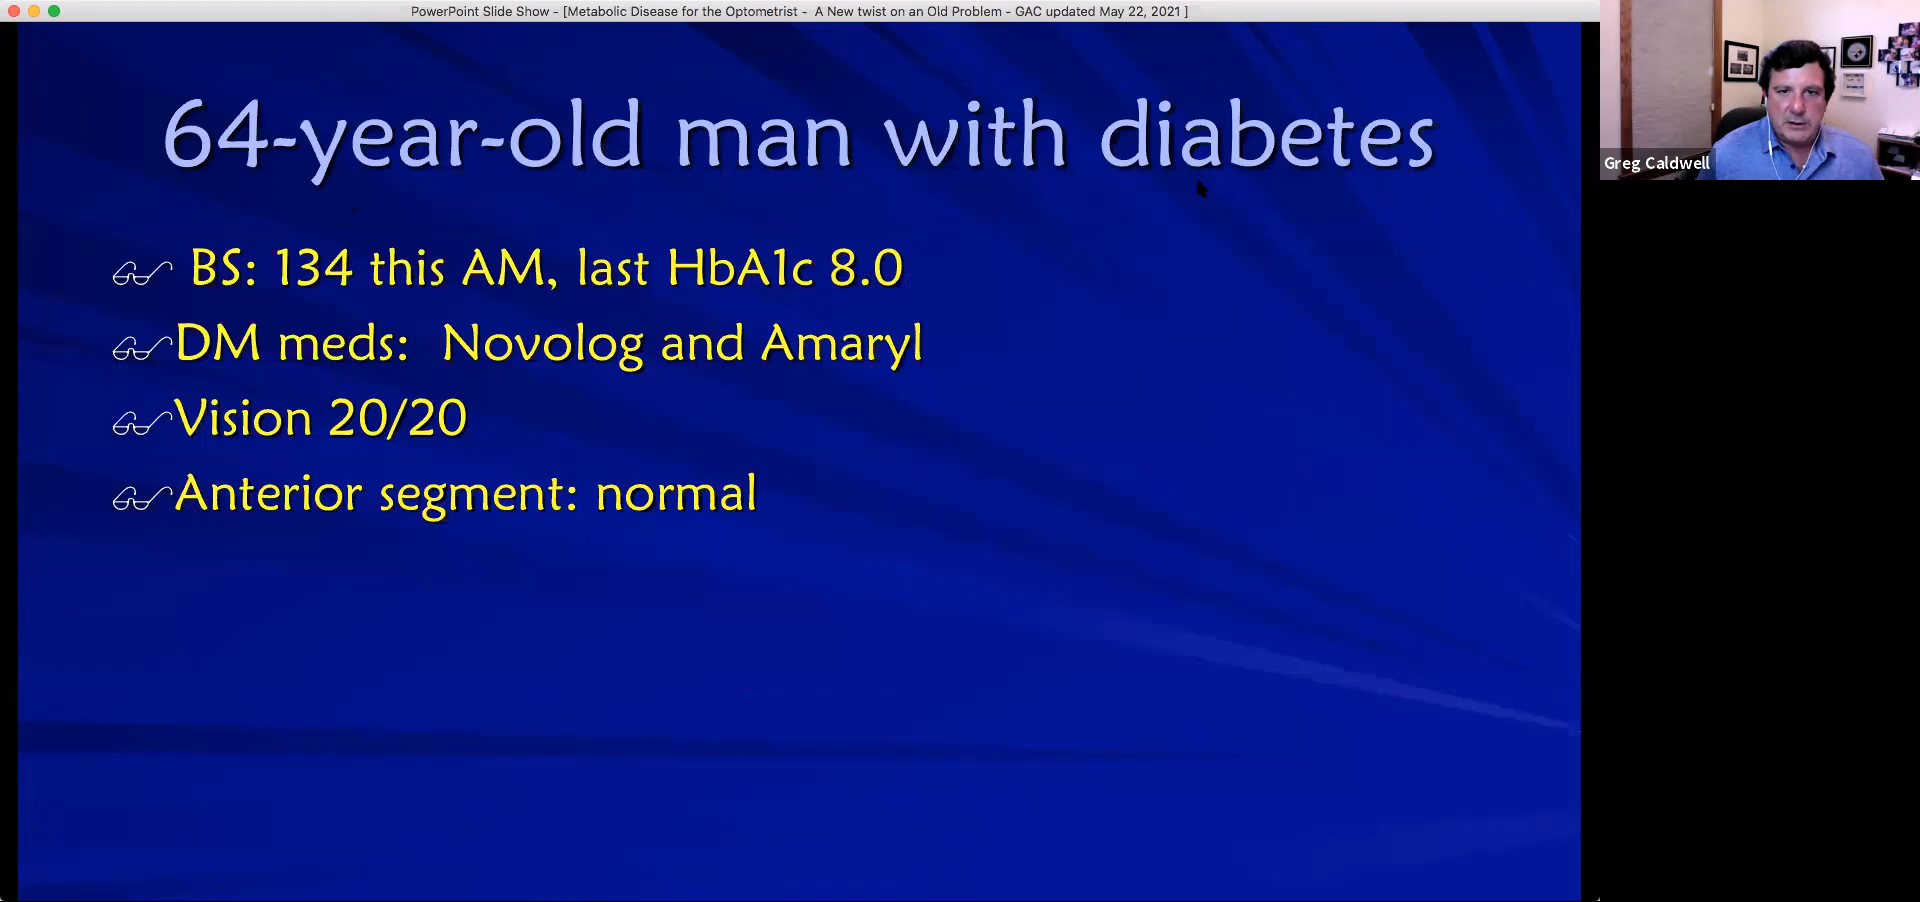 PowerPoint Slide Show - [Metabolic Disease for the Optometrist - A New twist on an Old Problem - GAC updated May 22, 2021 ]
64-year-old man with diabetes
BS: 134 this AM, last HbA1c 8.0
DM meds: Novolog and Amaryl
Vision 20/20
Anterior segment: normal
Greg Caldwell